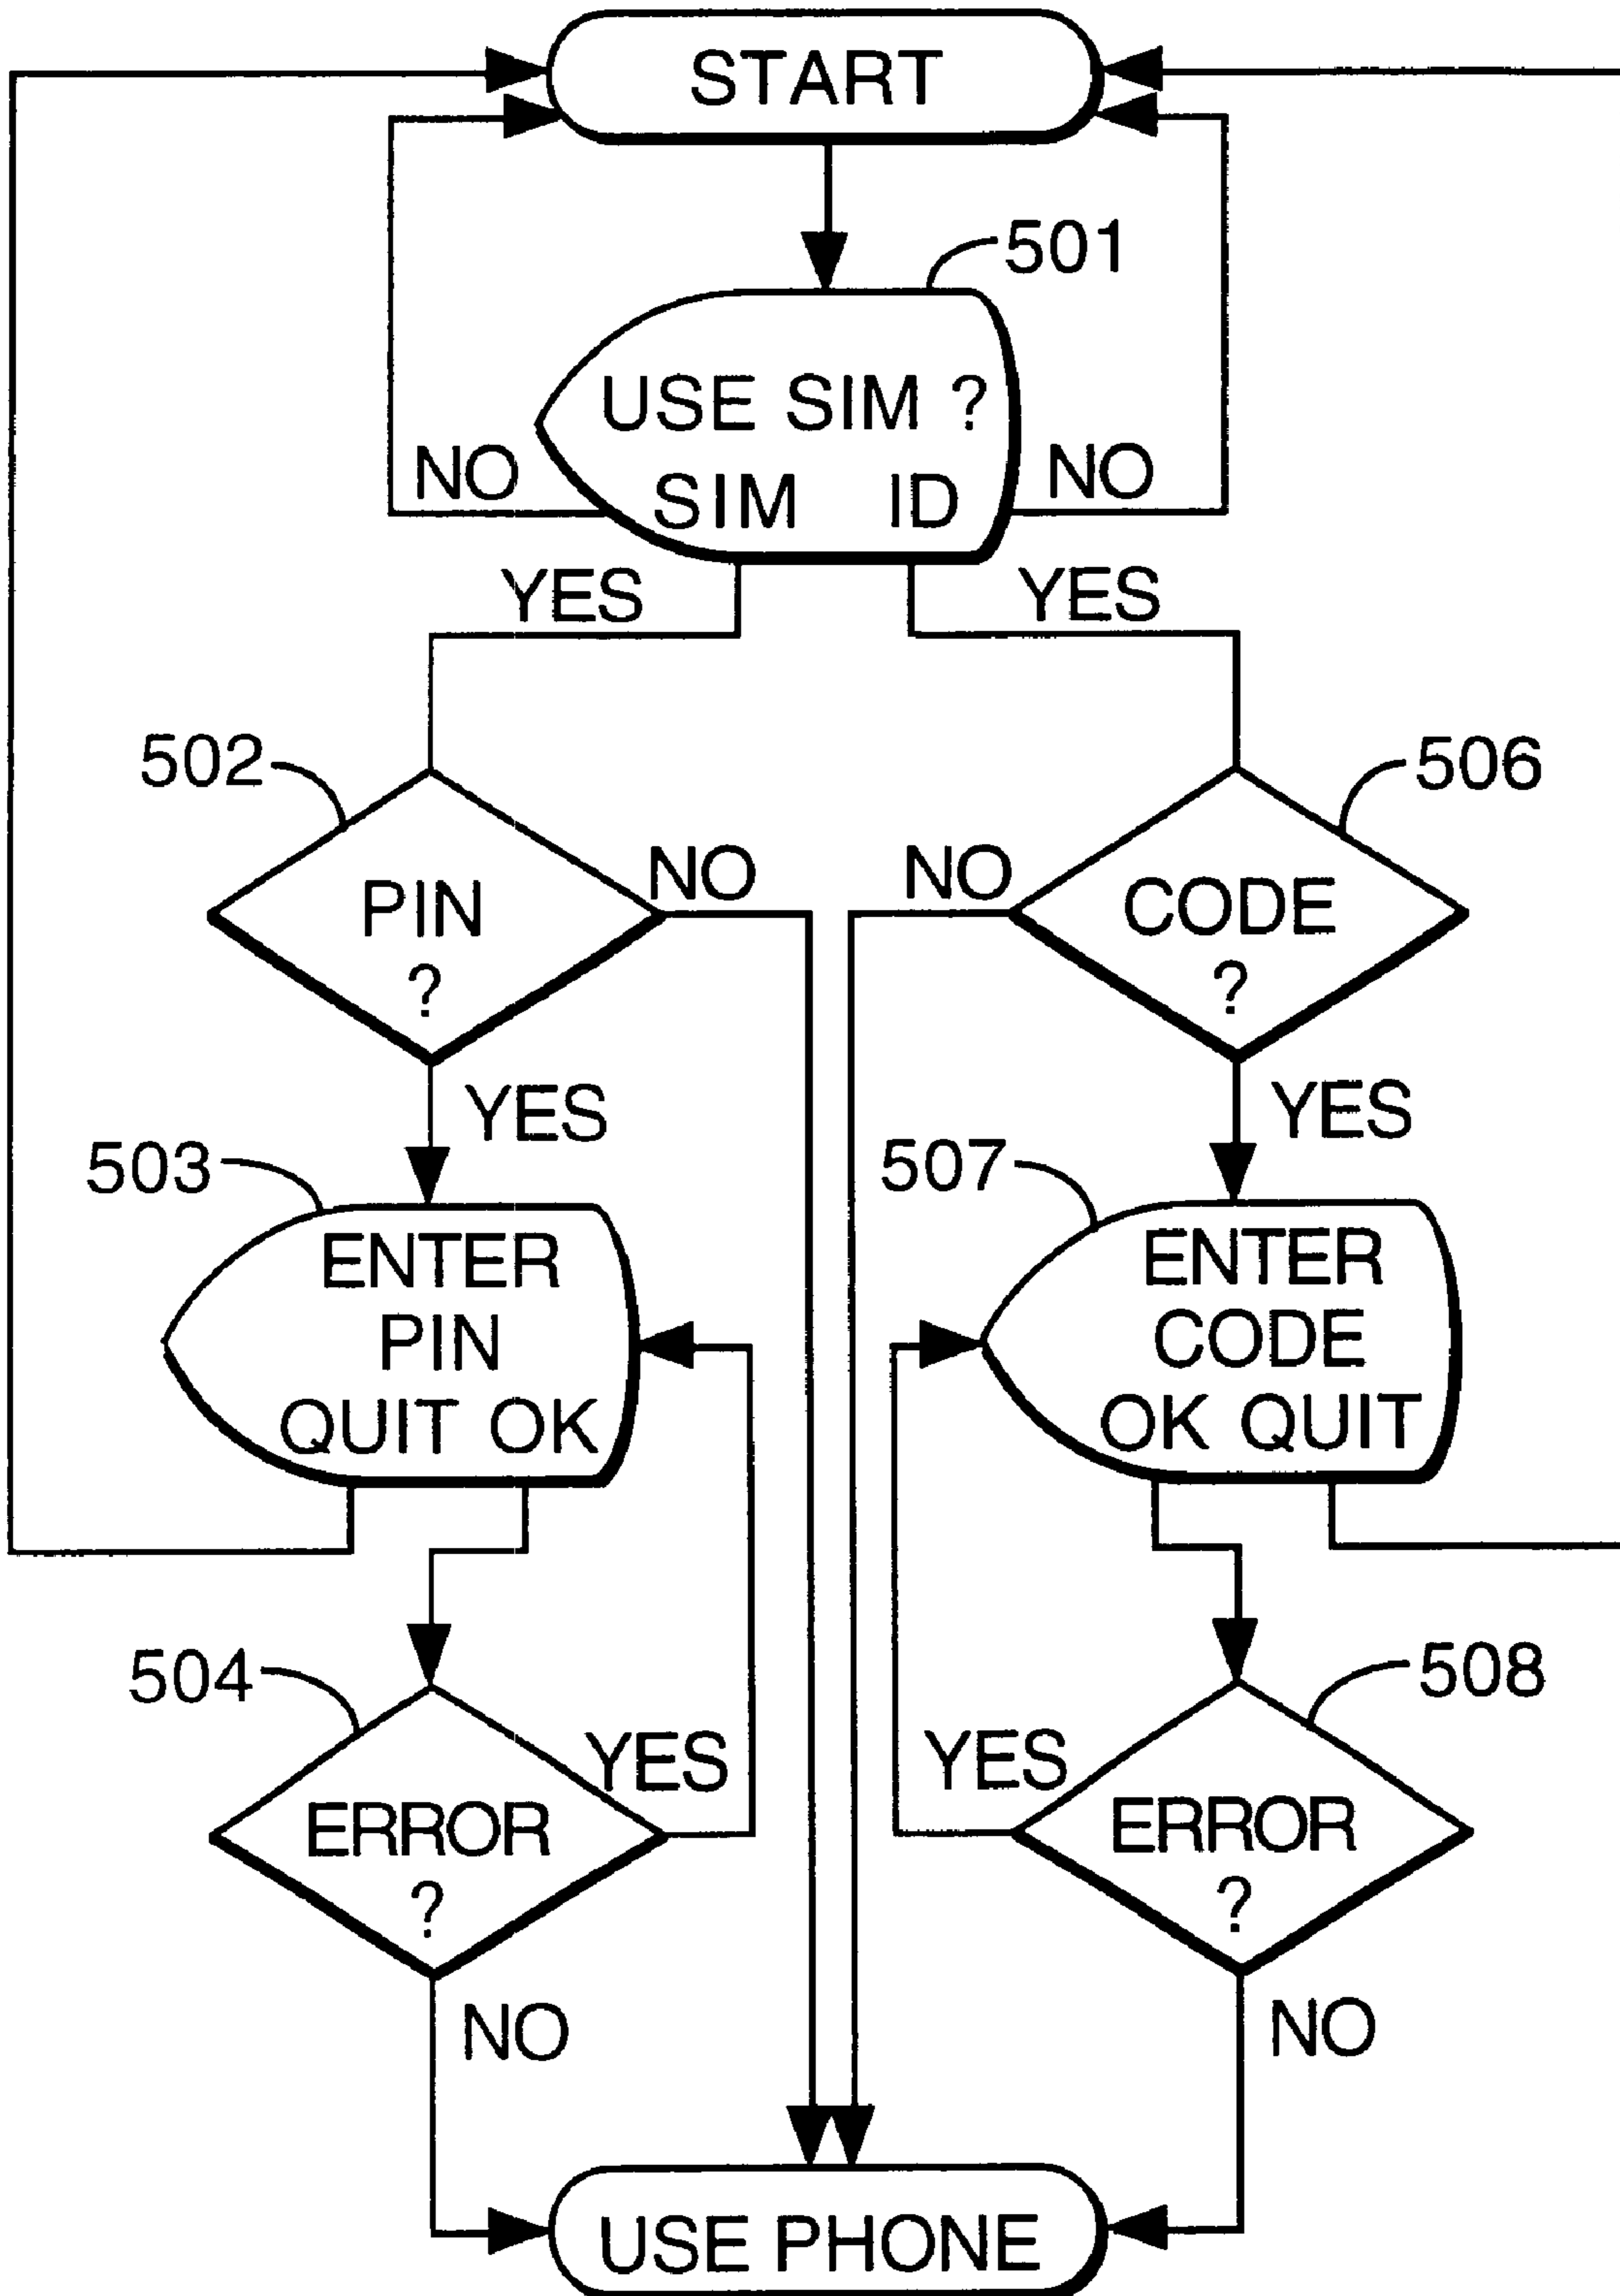 START
501
USE SIM ?
NO
SIM ID
NO
YES
YES
502
506
PIN
?
NO
NO
CODE
?
YES
YES
503
507
ENTER
PIN
QUIT OK
ENTER
CODE
OK QUIT
504
508
YES
YES
ERROR
?
ERROR
?
NO
NO
USE PHONE